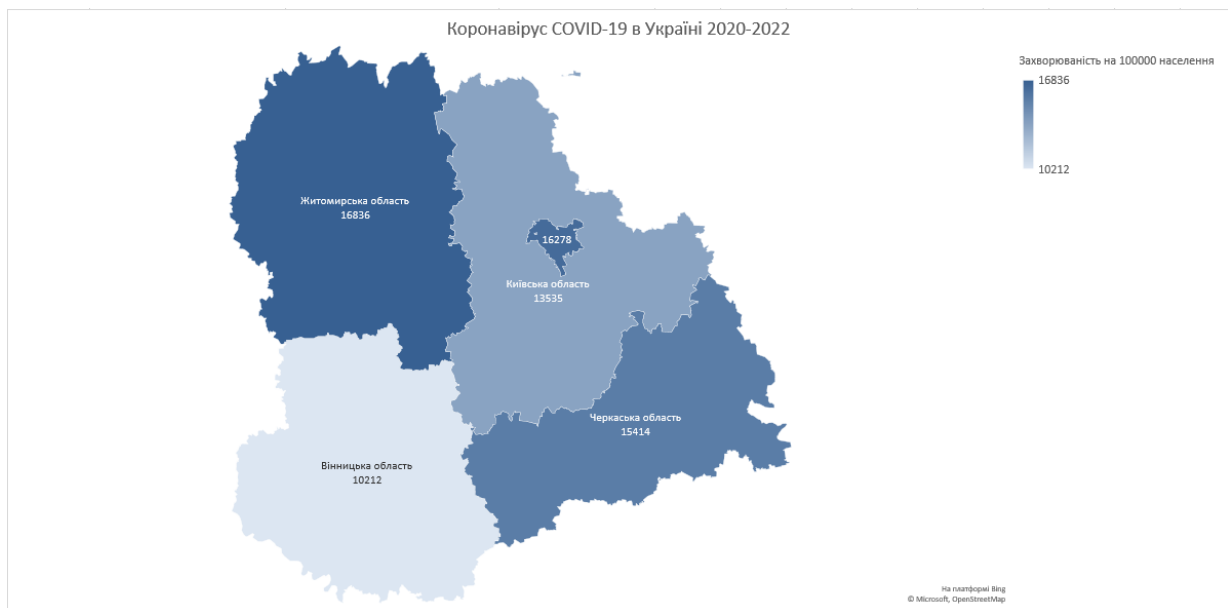 Коронавірус COVID-19 в Україні 2020-2022
Захворюваність на 100000 населення
16836
10212
Житомирська область
16836
16278
Київська область
13535
Черкаська область
15414
Вінницька область
10212
На платформі Bing
© Microsoft, OpenStreetMap